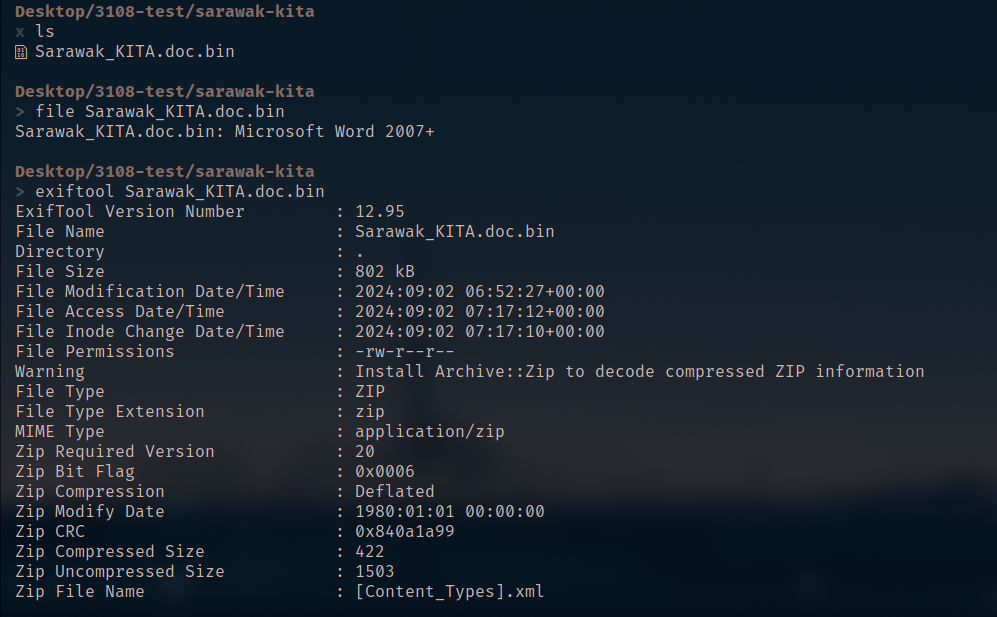 Desktop/3108-test/sarawak-kita
x ls
Sarawak_KITA.doc.bin
Desktop/3108-test/sarawak-kita
> file Sarawak_KITA.doc.bin
Sarawak_KITA.doc.bin: Microsoft Word 2007+
Desktop/3108-test/sarawak-kita
> exiftool Sarawak_KITA.doc.bin
ExifTool Version Number : 12.95
File Name : Sarawak_KITA.doc.bin
Directory : .
File Size : 802 kB
File Modification Date/Time : 2024:09:02 06:52:27+00:00
File Access Date/Time : 2024:09:02 07:17:12+00:00
File Inode Change Date/Time : 2024:09:02 07:17:10+00:00
File Permissions : -rw-r--r--
Warning : Install Archive::Zip to decode compressed ZIP information
File Type : ZIP
File Type Extension : zip
MIME Type : application/zip
Zip Required Version : 20
Zip Bit Flag : 0x0006
Zip Compression : Deflated
Zip Modify Date : 1980:01:01 00:00:00
Zip CRC : 0x840a1a99
Zip Compressed Size : 422
Zip Uncompressed Size : 1503
Zip File Name : [Content_Types].xml